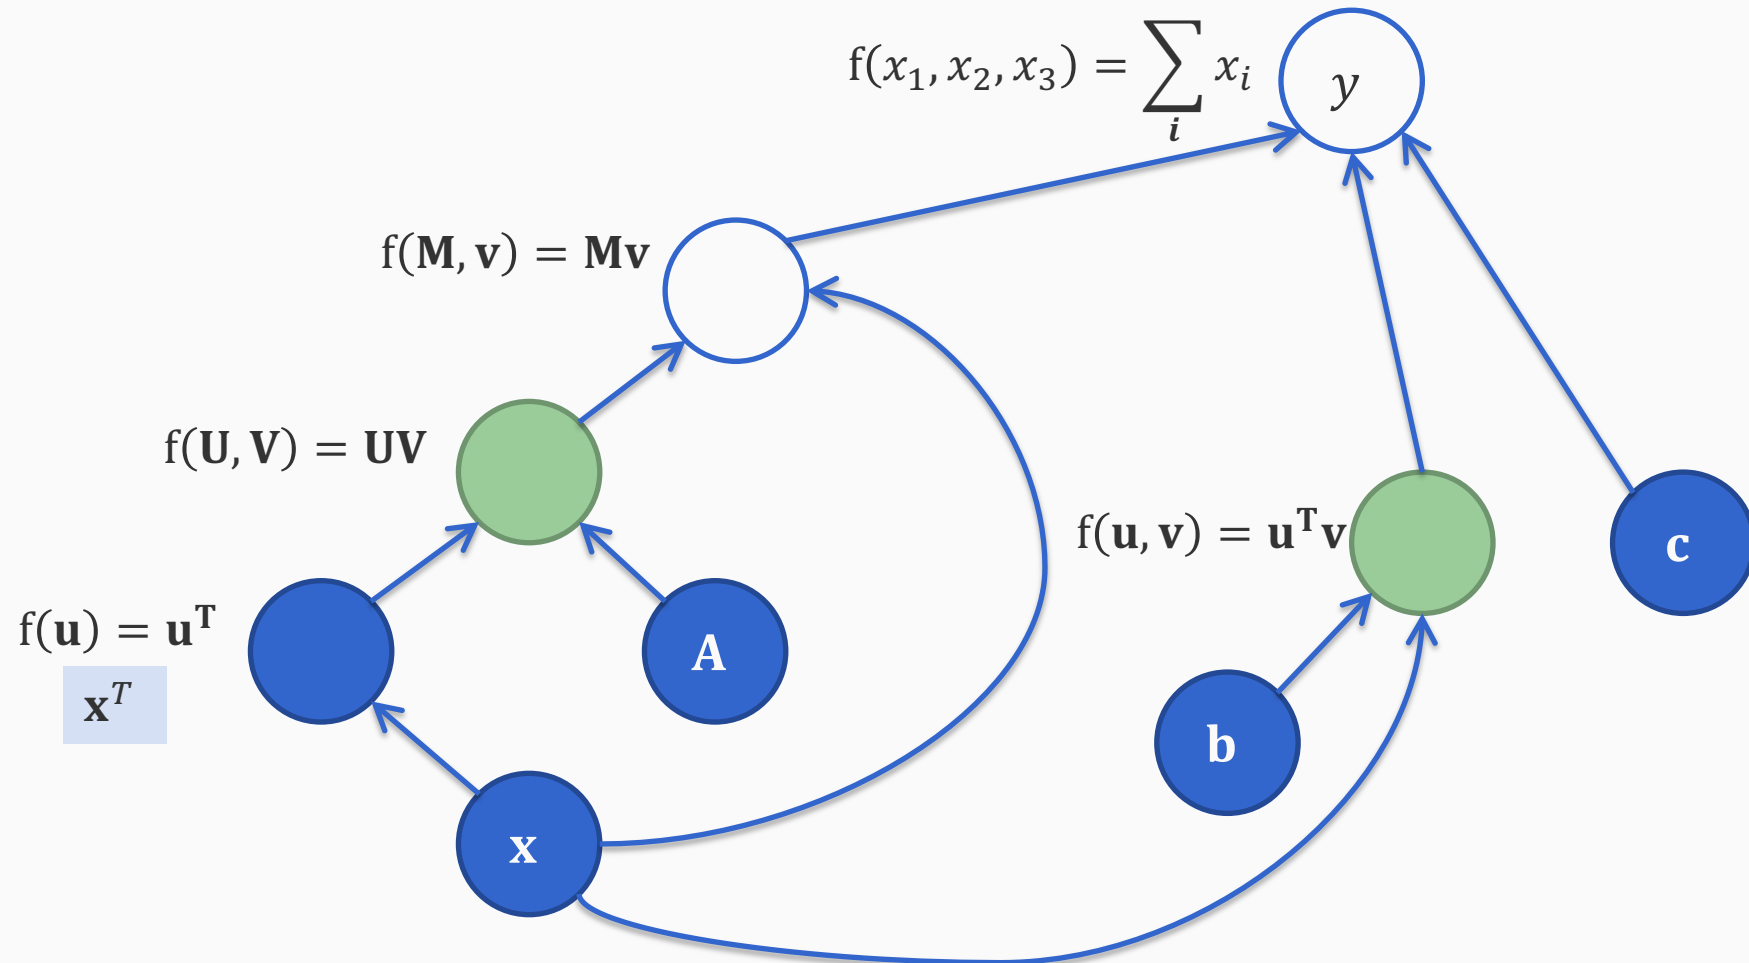 f(x₁, x₂, x₃) = ∑ᵢ xᵢ
y
f(M, v) = Mv
f(U, V) = UV
f(u, v) = uᵀv
c
f(u) = uᵀ
A
xᵀ
b
x